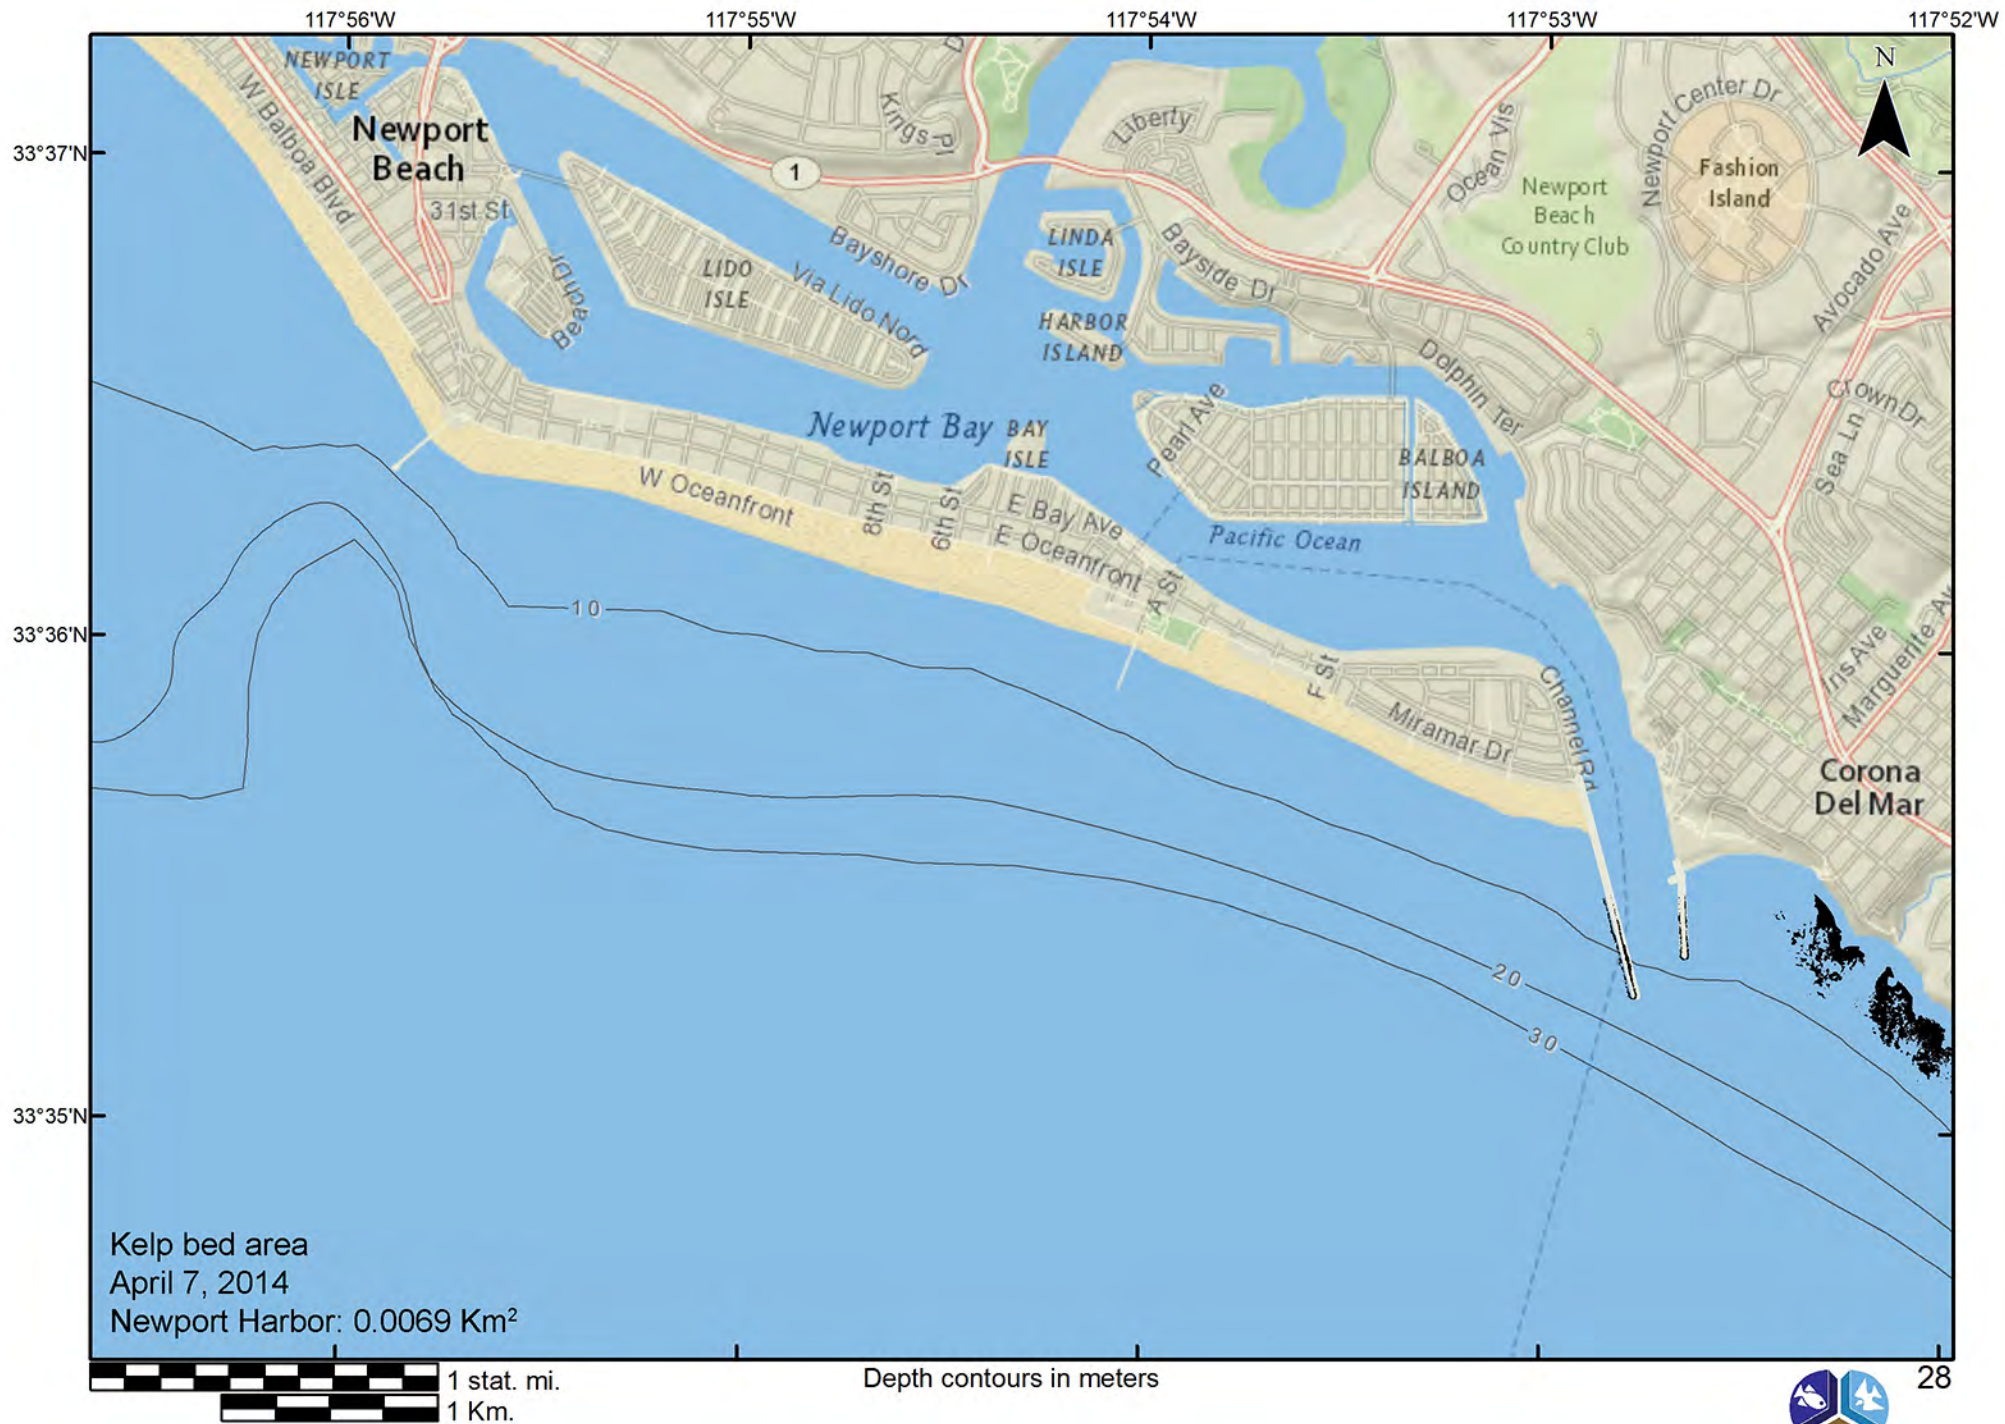 117°56'W
117°55'W
117°54'W
117°53'W
117°52'W
33°37'N
33°36'N
33°35'N
N
NEWPORT
ISLE
W Balboa Blvd
Newport
Beach
31st St
Beach Dr
LIDO
ISLE
Via Lido Nord
Kings Pl
1
Bayshore Dr
Liberty
LINDA
ISLE
Bayside Dr
HARBOR
ISLAND
Ocean Vis
Newport
Beach
Country Club
Newport Center Dr
Fashion
Island
Avocado Ave
Dolphin Ter
Crown Dr
Sea Ln
Newport Bay
BAY
ISLE
Pearl Ave
BALBOA
ISLAND
W Oceanfront
8th St
6th St
E Bay Ave
E Oceanfront
A St
Pacific Ocean
F St
Miramar Dr
Channel Rd
Iris Ave
Marguerite Av
Corona
Del Mar
10
20
30
Kelp bed area
April 7, 2014
Newport Harbor: 0.0069 Km²
1 stat. mi.
1 Km.
Depth contours in meters
28